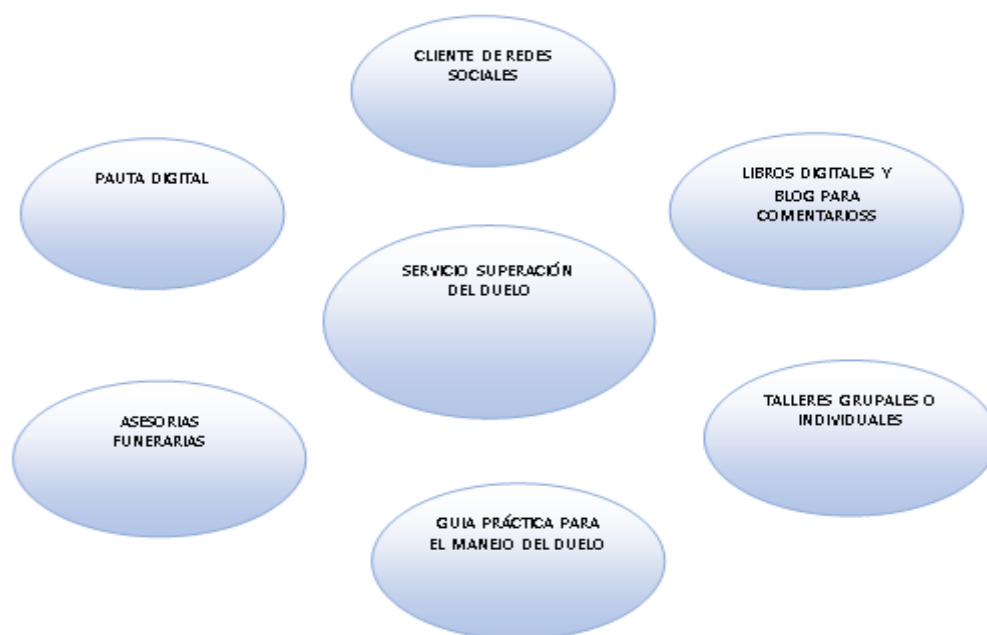 CLIENTE DE REDES
SOCIALES
PAUTA DIGITAL
LIBROS DIGITALES Y
BLOG PARA
COMENTARIOSS
SERVICIO SUPERACIÓN
DEL DUELO
ASESORIAS
FUNERARIAS
TALLERES GRUPALES O
INDIVIDUALES
GUIA PRÁCTICA PARA
EL MANEJO DEL DUELO